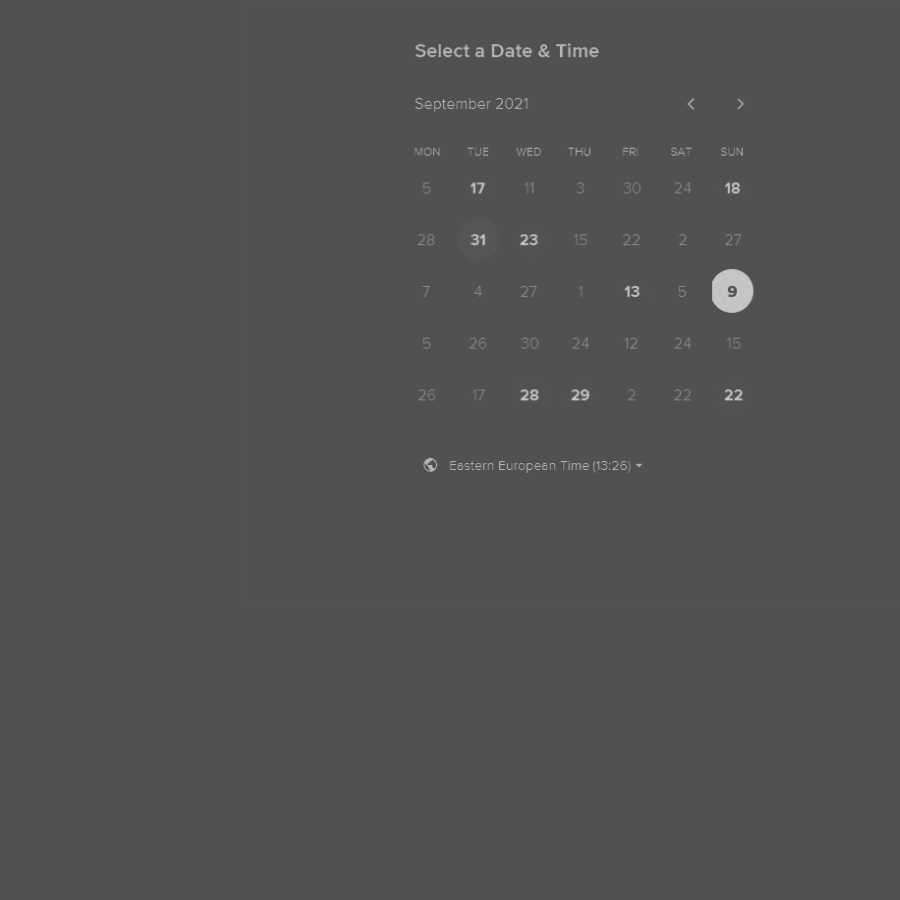 Select a Date & Time
September 2021
MON TUE WED THU FRI SAT SUN
5 17 11 3 30 24 18
28 31 23 15 22 2 27
7 4 27 1 13 5 9
5 26 30 24 12 24 15
26 17 28 29 2 22 22
Eastern European Time (13:26)